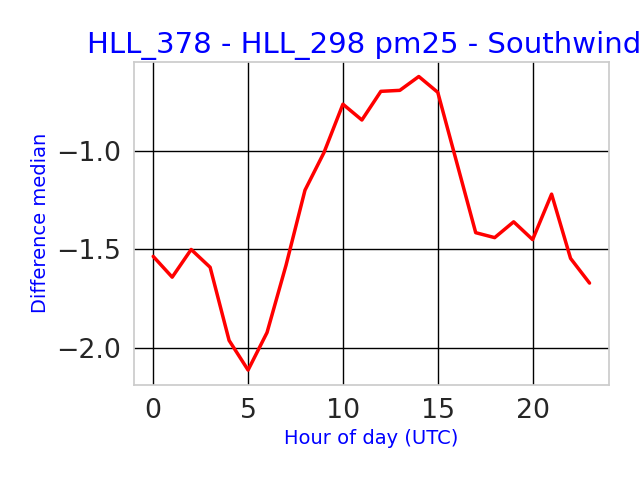 HLL_378 - HLL_298 pm25 - Southwind
Difference median
−1.0
−1.5
−2.0
0 5 10 15 20
Hour of day (UTC)